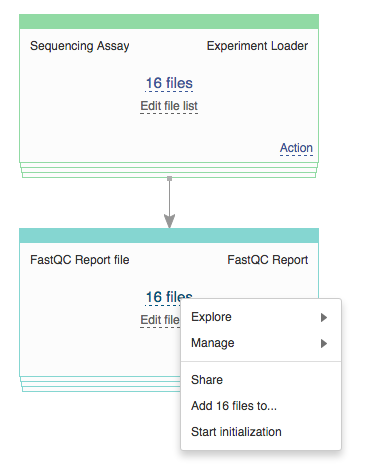 Sequencing Assay Experiment Loader
16 files
Edit file list
Action
FastQC Report file FastQC Report
16 files
Edit file
Explore
Manage
Share
Add 16 files to...
Start initialization